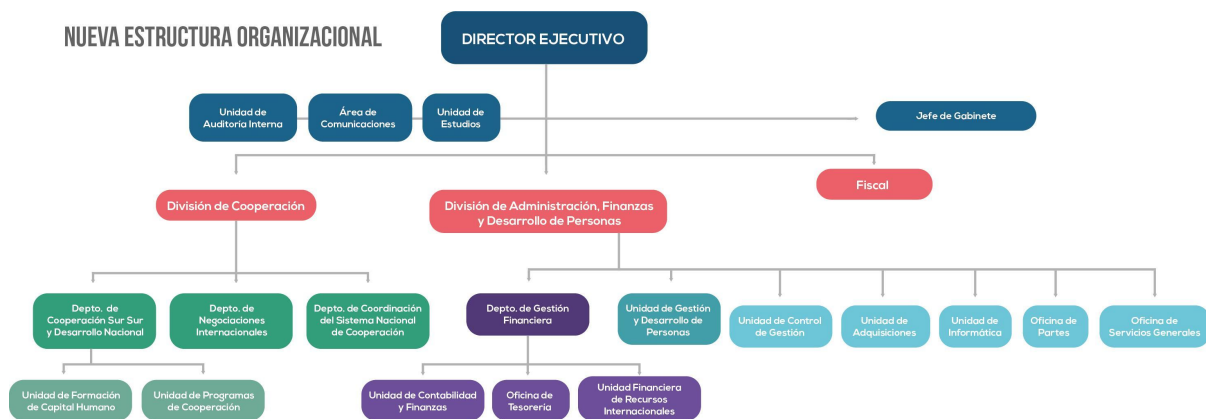 NUEVA ESTRUCTURA ORGANIZACIONAL
DIRECTOR EJECUTIVO
Unidad de
Auditoría Interna
Área de
Comunicaciones
Unidad de
Estudios
Jefe de Gabinete
División de Cooperación
División de Administración, Finanzas
y Desarrollo de Personas
Fiscal
Depto. de
Cooperación Sur Sur
y Desarrollo Nacional
Depto. de
Negociaciones
Internacionales
Depto. de Coordinación
del Sistema Nacional
de Cooperación
Depto. de Gestión
Financiera
Unidad de Gestión
y Desarrollo de
Personas
Unidad de Control
de Gestión
Unidad de
Adquisiciones
Unidad de
Informática
Oficina de
Partes
Oficina de
Servicios Generales
Unidad de Formación
de Capital Humano
Unidad de Programas
de Cooperación
Unidad de Contabilidad
y Finanzas
Oficina de
Tesorería
Unidad Financiera
de Recursos
Internacionales